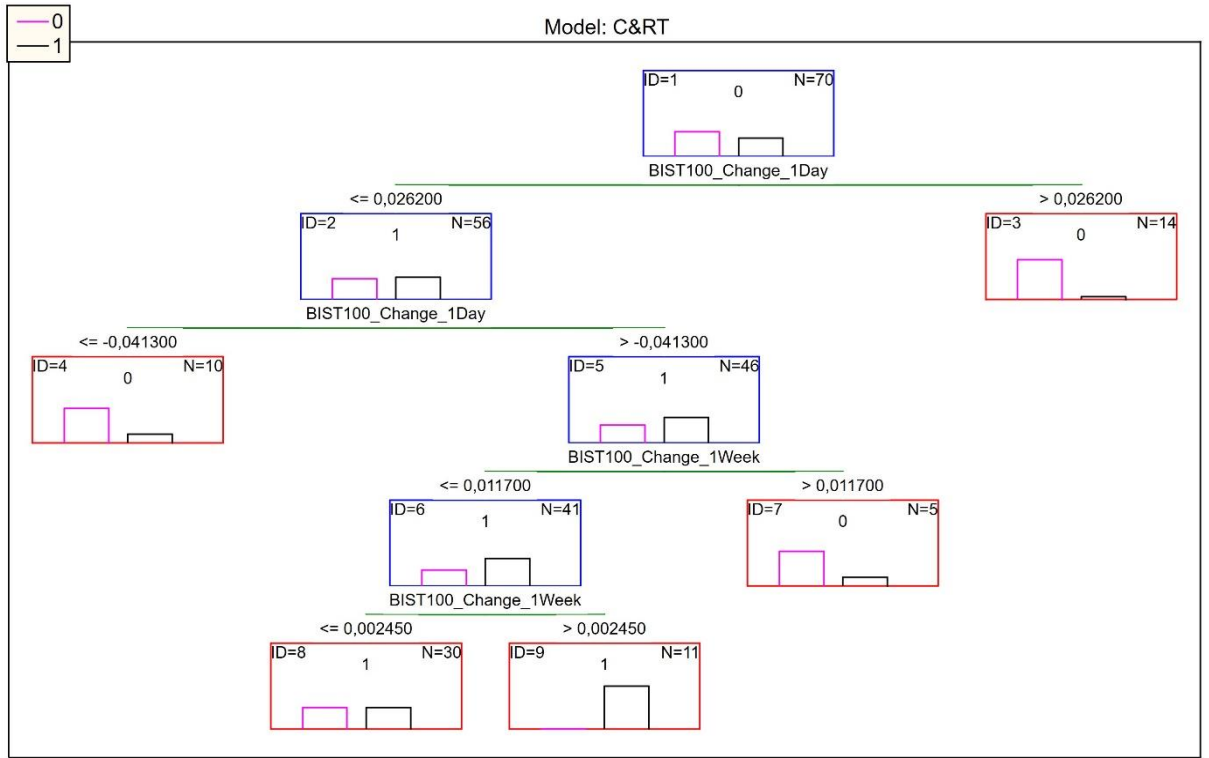 0
1
Model: C&RT
ID=1 N=70
0
BIST100_Change_1Day
<= 0,026200 > 0,026200
ID=2 N=56
1
BIST100_Change_1Day
ID=3 N=14
0
<= -0,041300 > -0,041300
ID=4 N=10
0
ID=5 N=46
1
BIST100_Change_1Week
<= 0,011700 > 0,011700
ID=6 N=41
1
BIST100_Change_1Week
ID=7 N=5
0
<= 0,002450 > 0,002450
ID=8 N=30
1
ID=9 N=11
1